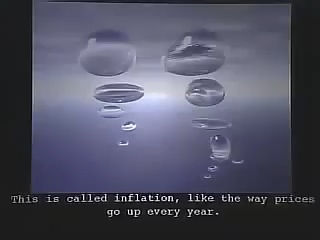 This is called inflation, like the way prices
go up every year.